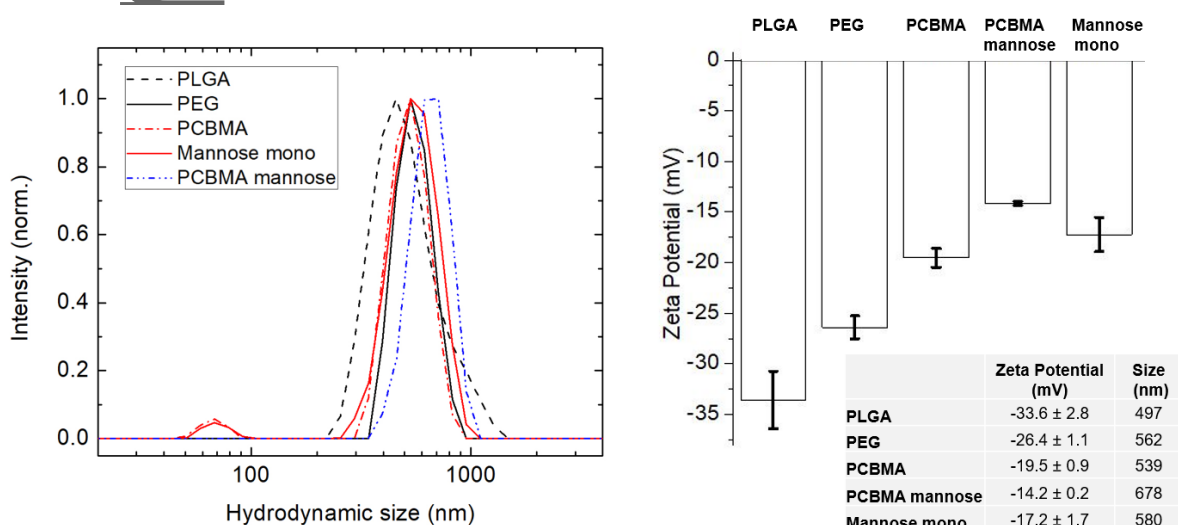 PLGA
PEG
PCBMA
Mannose mono
PCBMA mannose
1.0
0.8
0.6
0.4
0.2
0.0
Intensity (norm.)
100
1000
Hydrodynamic size (nm)
PLGA PEG PCBMA PCBMA mannose Mannose mono
0
-5
-10
-15
-20
-25
-30
-35
Zeta Potential (mV)
Zeta Potential (mV) Size (nm)
PLGA -33.6 ± 2.8 497
PEG -26.4 ± 1.1 562
PCBMA -19.5 ± 0.9 539
PCBMA mannose -14.2 ± 0.2 678
Mannose mono -17.2 ± 1.7 580